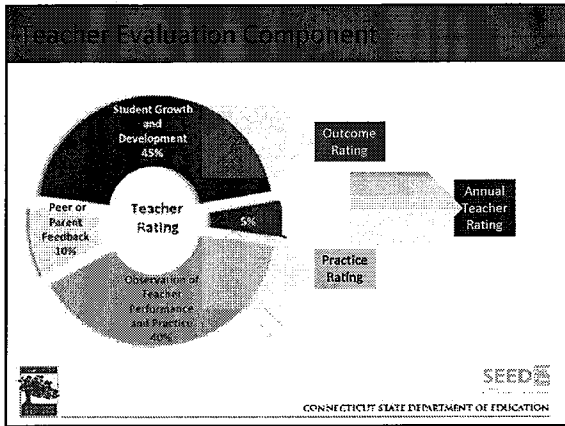 Teacher Evaluation Component
Student Growth
and
Development
45%
Outcome
Rating
Peer or
Parent
Feedback
10%
Teacher
Rating
5%
Annual
Teacher
Rating
Practice
Rating
Observation of
Teacher
Performance
and Practice
40%
SEED
CONNECTICUT STATE DEPARTMENT OF EDUCATION